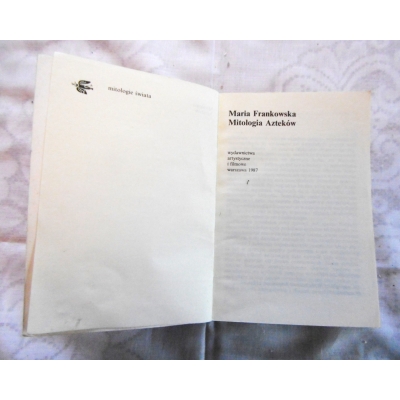 mitologie świata
Maria Frankowska
Mitologia Azteków
wydawnictwa
artystyczne
i filmowe
warszawa 1987